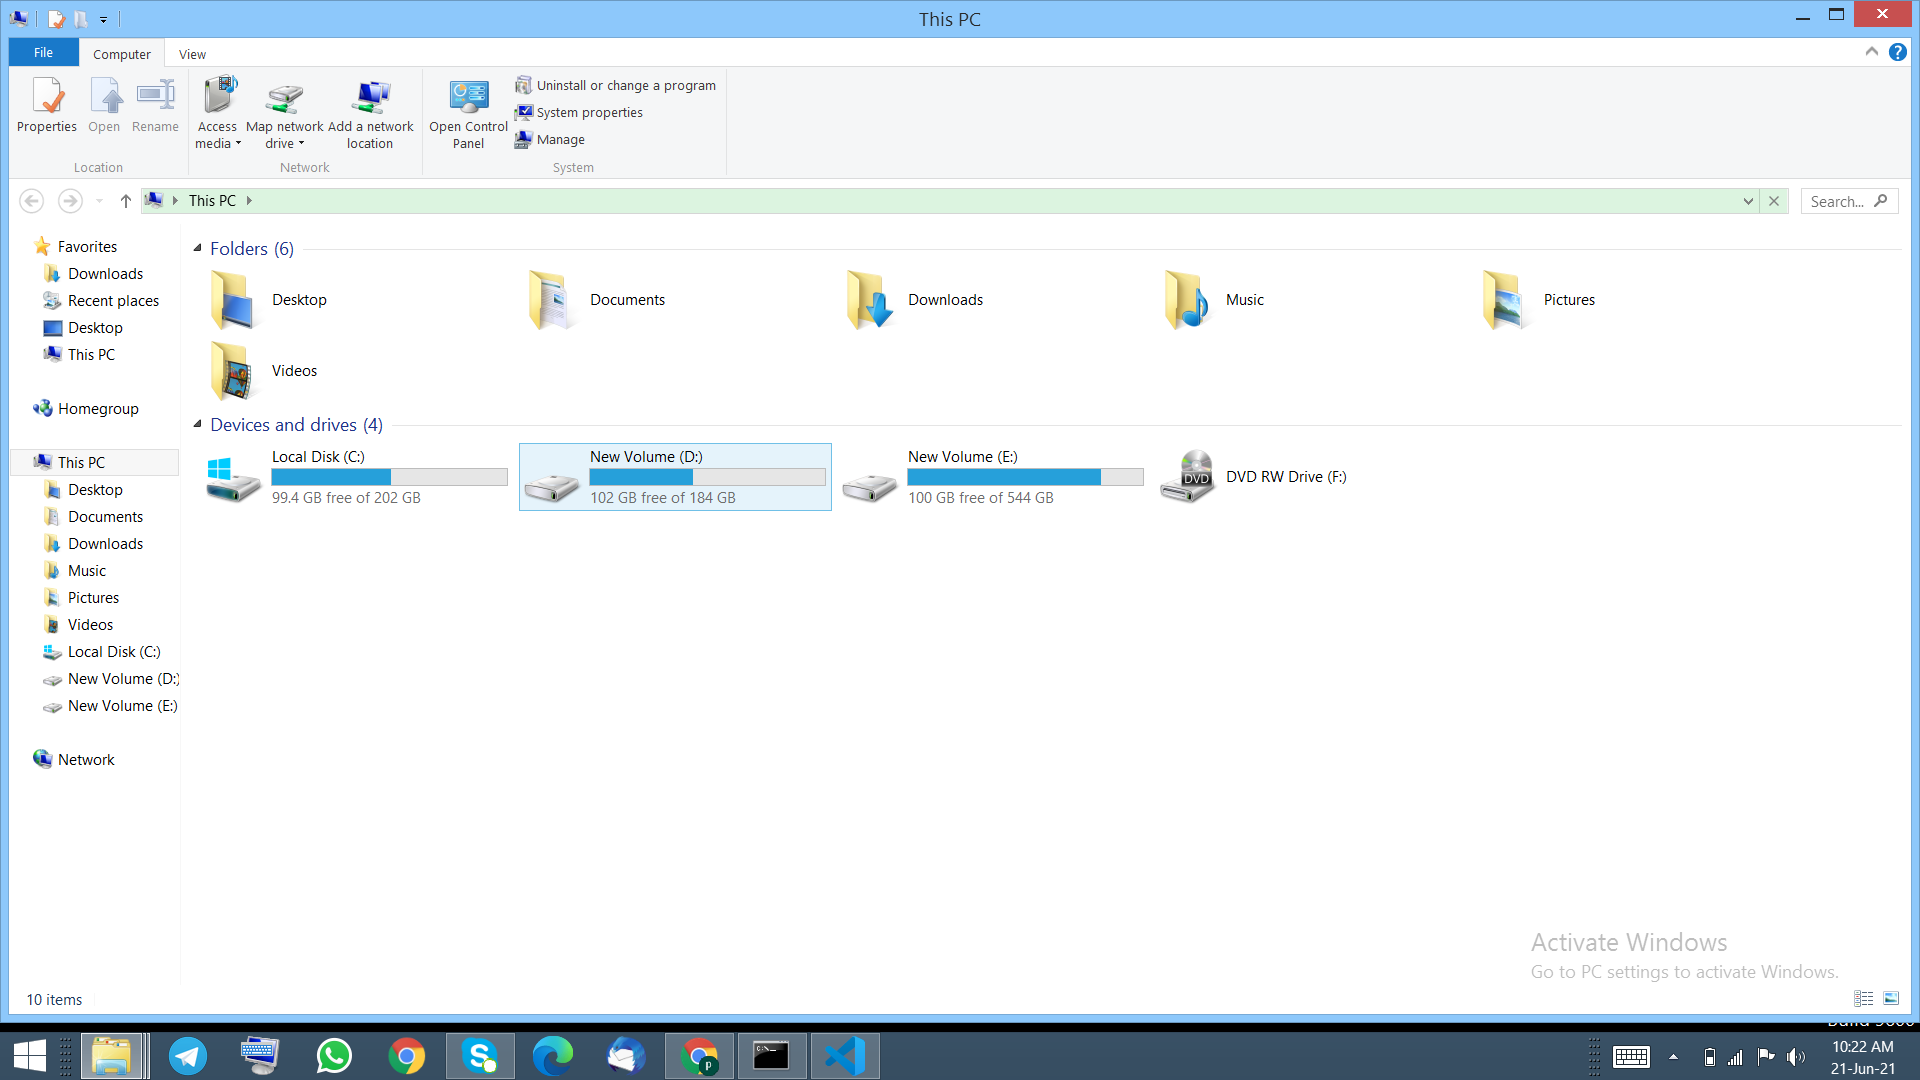 This PC
File
Computer
View
Properties
Open
Rename
Location
Access
media
Map network
drive
Add a network
location
Network
Open Control
Panel
Uninstall or change a program
System properties
Manage
System
This PC
Search...
Favorites
Downloads
Recent places
Desktop
This PC
Homegroup
This PC
Desktop
Documents
Downloads
Music
Pictures
Videos
Local Disk (C:)
New Volume (D:)
New Volume (E:)
Network
Folders (6)
Desktop
Documents
Downloads
Music
Pictures
Videos
Devices and drives (4)
Local Disk (C:)
99.4 GB free of 202 GB
New Volume (D:)
102 GB free of 184 GB
New Volume (E:)
100 GB free of 544 GB
DVD
DVD RW Drive (F:)
Activate Windows
Go to PC settings to activate Windows.
10 items
p
10:22 AM
21-Jun-21